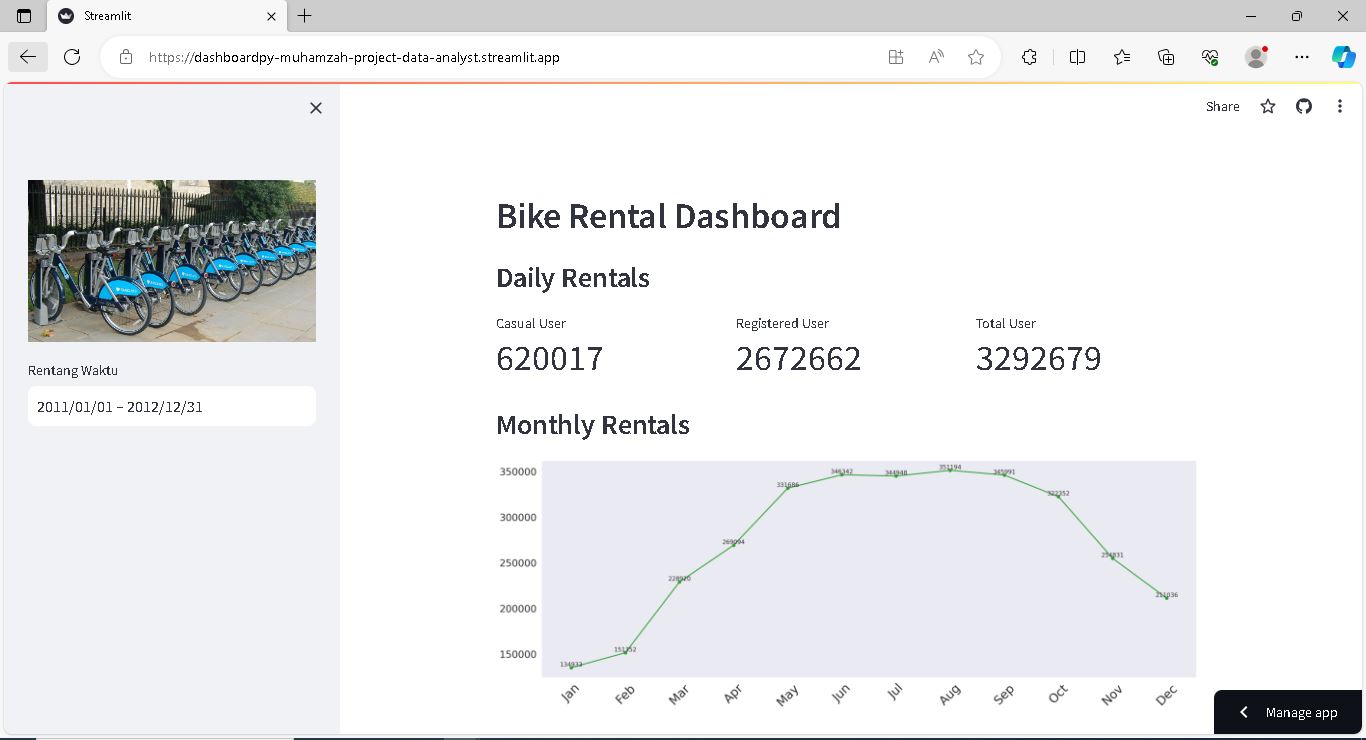 Streamlit
https://dashboardpy-muhamzah-project-data-analyst.streamlit.app
Share
Rentang Waktu
2011/01/01 – 2012/12/31
Bike Rental Dashboard
Daily Rentals
Casual User
Registered User
Total User
620017
2672662
3292679
Monthly Rentals
350000
300000
250000
200000
150000
134933
151352
228920
269094
331686
346342
344948
351194
345991
322352
254831
211036
Jan
Feb
Mar
Apr
May
Jun
Jul
Aug
Sep
Oct
Nov
Dec
Manage app